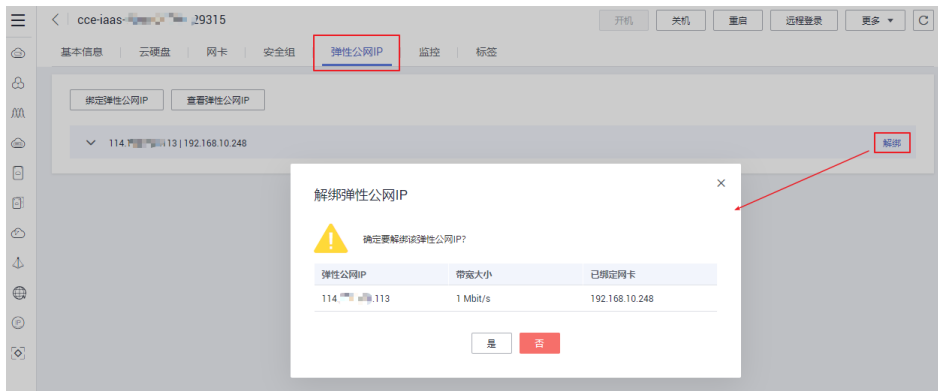 cce-iaas- 29315 开机 关机 重启 远程登录 更多
基本信息 云硬盘 网卡 安全组 弹性公网IP 监控 标签
绑定弹性公网IP 查看弹性公网IP
114. 13 | 192.168.10.248 解绑
解绑弹性公网IP
确定要解绑该弹性公网IP?
弹性公网IP 带宽大小 已绑定网卡
114. .113 1 Mbit/s 192.168.10.248
是 否